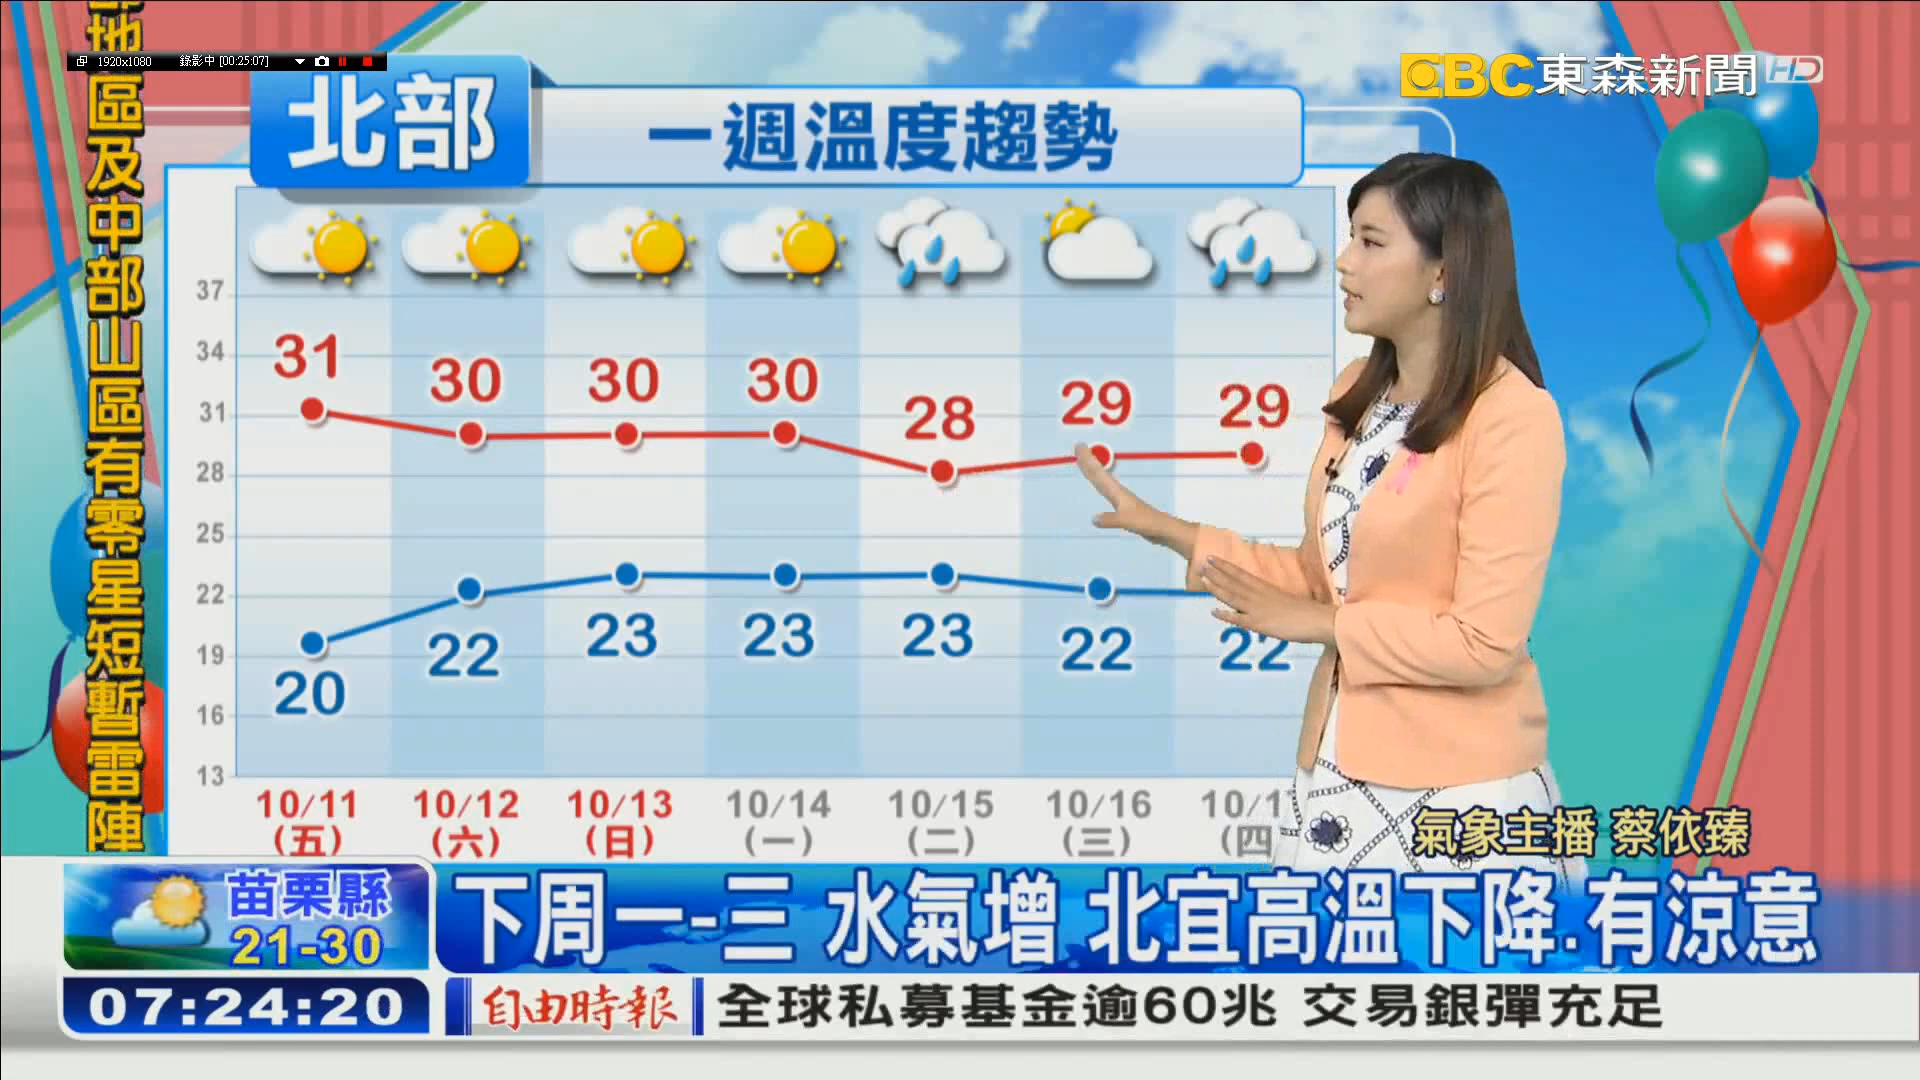 1920x1080 錄影中 [00:25:07]
EBC東森新聞 HD
地區及中部山區有零星短暫雷陣
北部 一週溫度趨勢
37
34
31
28
25
22
19
16
13
31 30 30 30 28 29 29
20 22 23 23 23 22 22
10/11 10/12 10/13 10/14 10/15 10/16 10/1
(五) (六) (日) (一) (二) (三) (四
氣象主播 蔡依臻
苗栗縣
21-30
下周一-三 水氣增 北宜高溫下降.有涼意
07:24:20
自由時報 全球私募基金逾60兆 交易銀彈充足